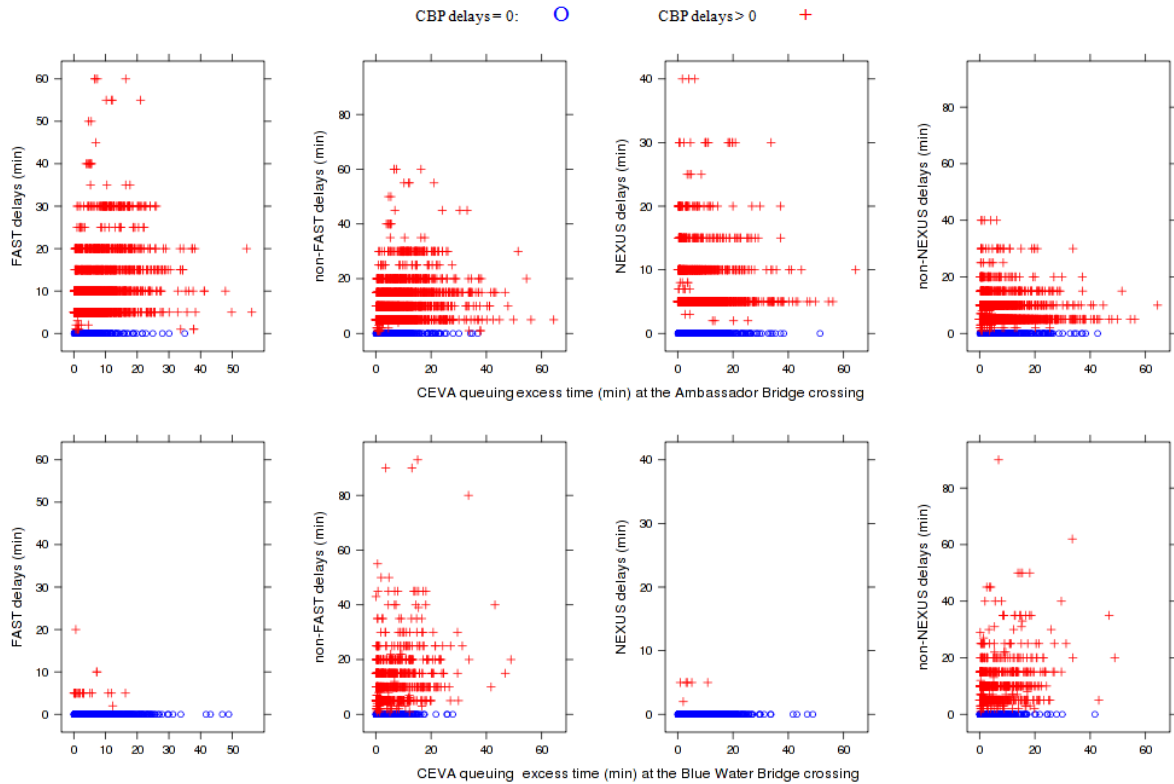 CBP delays = 0: O CBP delays > 0 +
FAST delays (min)
60
50
40
30
20
10
0
0 10 20 30 40 50
non-FAST delays (min)
80
60
40
20
0
0 20 40 60
NEXUS delays (min)
40
30
20
10
0
0 20 40 60
non-NEXUS delays (min)
80
60
40
20
0
0 20 40 60
CEVA queuing excess time (min) at the Ambassador Bridge crossing
FAST delays (min)
60
50
40
30
20
10
0
0 10 20 30 40 50
non-FAST delays (min)
80
60
40
20
0
0 20 40 60
NEXUS delays (min)
40
30
20
10
0
0 20 40 60
non-NEXUS delays (min)
80
60
40
20
0
0 20 40 60
CEVA queuing excess time (min) at the Blue Water Bridge crossing